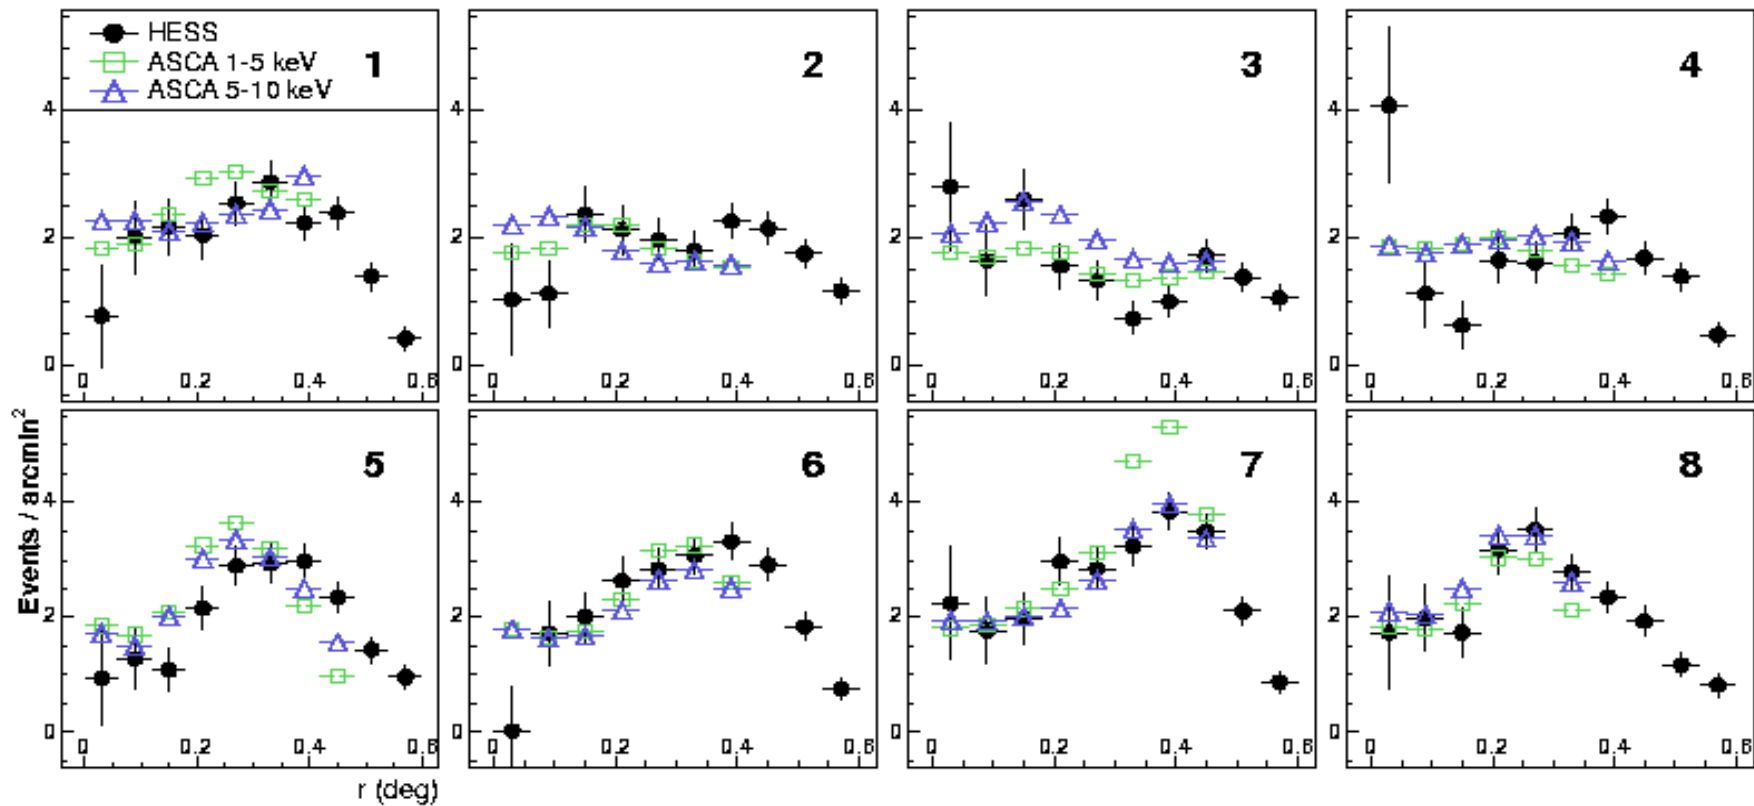 HESS
ASCA 1-5 keV
ASCA 5-10 keV
1 2 3 4
4 4 4 4
2 2 2 2
0 0 0 0
0 0.2 0.4 0.6 0 0.2 0.4 0.6 0 0.2 0.4 0.6 0 0.2 0.4 0.6
Events / arcmin²
5 6 7 8
4 4 4 4
2 2 2 2
0 0 0 0
0 0.2 0.4 0.6 0 0.2 0.4 0.6 0 0.2 0.4 0.6 0 0.2 0.4 0.6
r (deg)